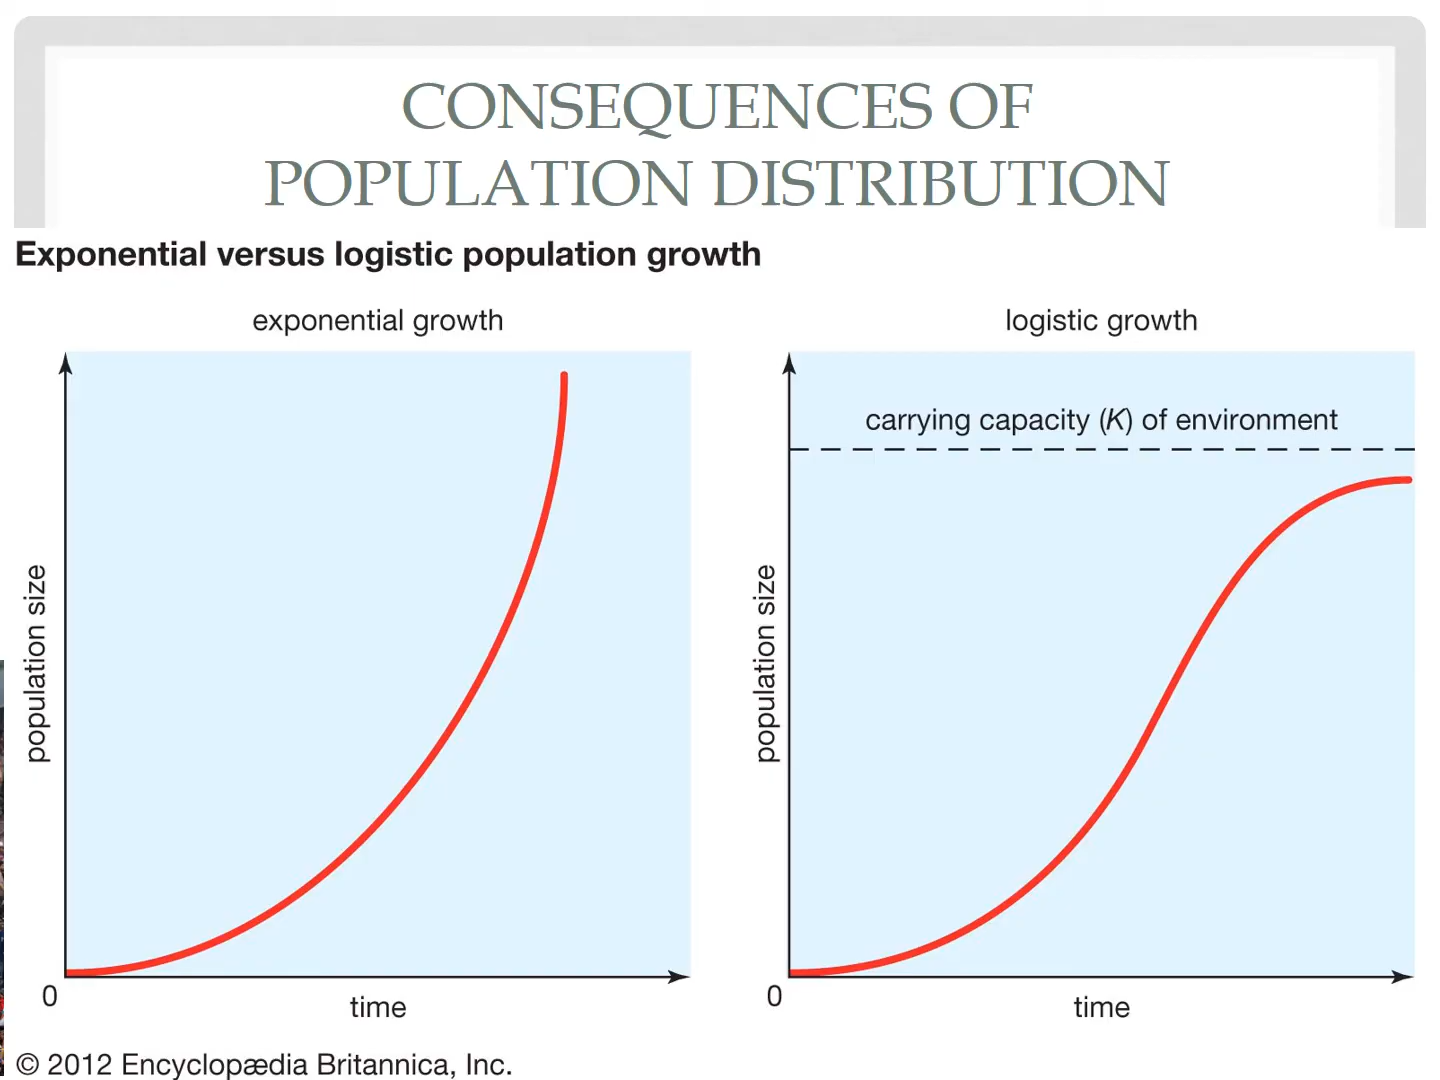 CONSEQUENCES OF
POPULATION DISTRIBUTION
Exponential versus logistic population growth
exponential growth
population size
0
time
logistic growth
carrying capacity (K) of environment
population size
0
time
© 2012 Encyclopædia Britannica, Inc.